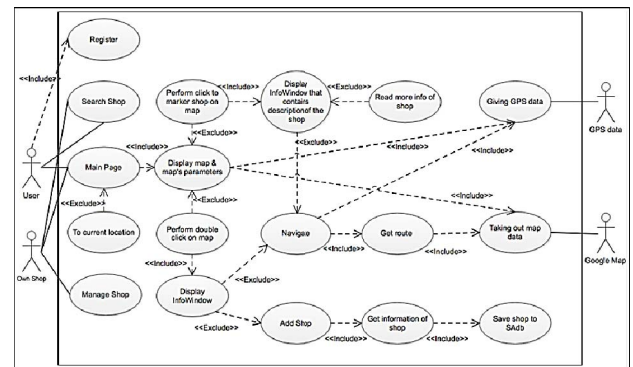 Register
<<Include>>
Search Shop
Perform click to
marker shop on
map
<<Include>>
Display
InfoWindov that
contains
descriptionof the
shop
<<Exclude>>
Read more info of
shop
Giving GPS data
GPS data
<<Exclude>>
<<Exclude>>
<<Include>>
User
Main Page
<<Include>>
Display map &
map's parameters
<<Exclude>>
<<Exclude>>
<<Include>>
To current location
Perform double
click on map
Navigae
<<Include>>
Get route
<<Include>>
Taking out map
data
Google Map
Own Shop
<<Include>>
Manage Shop
Display
InfoWindow
<<Exclude>>
<<Exclude>>
Add Shop
<<Include>>
Get information of
shop
<<Include>>
Save shop to
SAdb